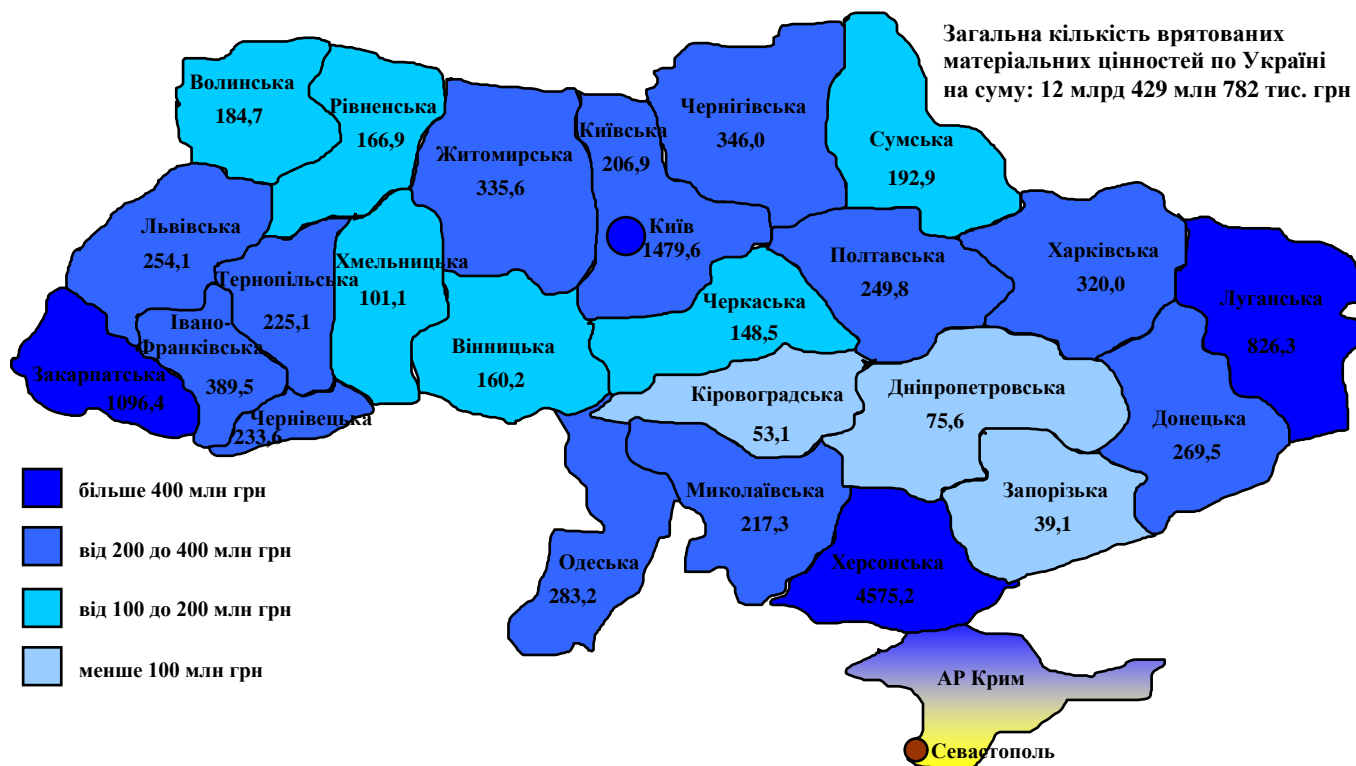 Загальна кількість врятованих
матеріальних цінностей по Україні
на суму: 12 млрд 429 млн 782 тис. грн
Волинська
184,7
Рівненська
166,9
Житомирська
335,6
Київська
206,9
Київ
1479,6
Чернігівська
346,0
Сумська
192,9
Львівська
254,1
Тернопільська
225,1
Хмельницька
101,1
Івано-
Франківська
389,5
Закарпатська
1096,4
Чернівецька
233,6
Вінницька
160,2
Черкаська
148,5
Полтавська
249,8
Харківська
320,0
Луганська
826,3
Кіровоградська
53,1
Дніпропетровська
75,6
Донецька
269,5
Запорізька
39,1
Миколаївська
217,3
Одеська
283,2
Херсонська
4575,2
АР Крим
Севастополь
більше 400 млн грн
від 200 до 400 млн грн
від 100 до 200 млн грн
менше 100 млн грн